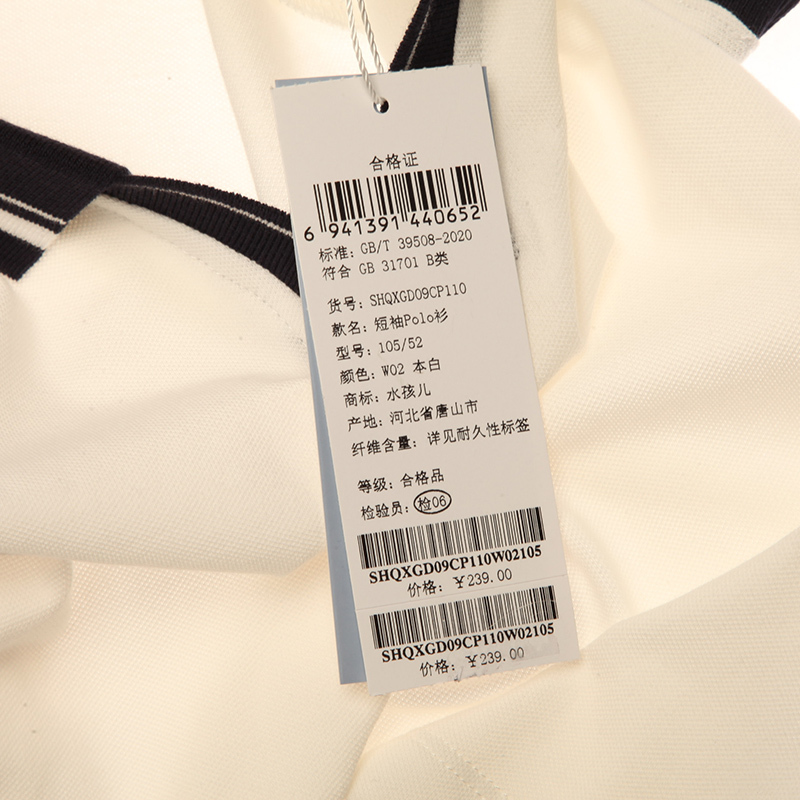 合格证
6 941391 440652
标准: GB/T 39508-2020
符合 GB 31701 B类
货号: SHQXGD09CP110
款名: 短袖Polo衫
型号: 105/52
颜色: W02 本白
商标: 水孩儿
产地: 河北省唐山市
纤维含量: 详见耐久性标签
等级: 合格品
检验员: 检06
SHQXGD09CP110W02105
价格: ¥239.00
SHQXGD09CP110W02105
价格: ¥239.00